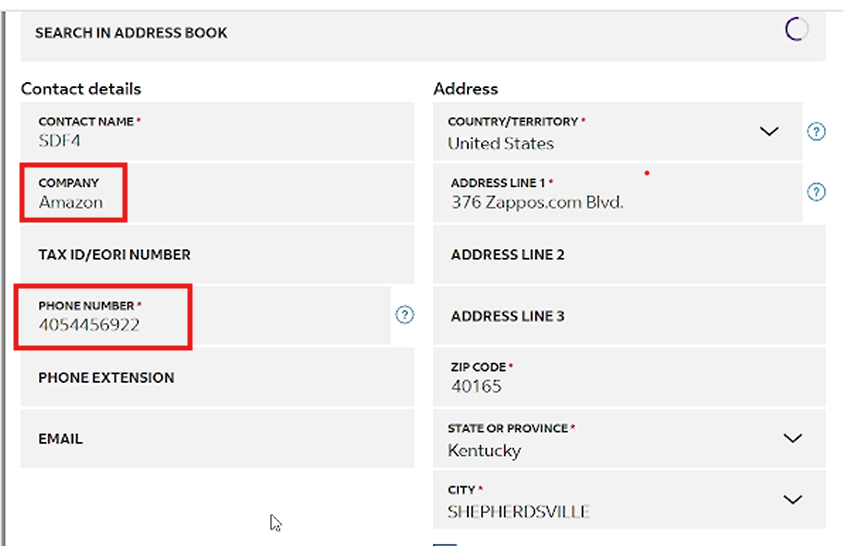 SEARCH IN ADDRESS BOOK
Contact details
CONTACT NAME *
SDF4
COMPANY
Amazon
TAX ID/EORI NUMBER
PHONE NUMBER *
4054456922
?
PHONE EXTENSION
EMAIL
Address
COUNTRY/TERRITORY *
United States
?
ADDRESS LINE 1 *
376 Zappos.com Blvd.
?
ADDRESS LINE 2
ADDRESS LINE 3
ZIP CODE *
40165
STATE OR PROVINCE *
Kentucky
CITY *
SHEPHERDSVILLE